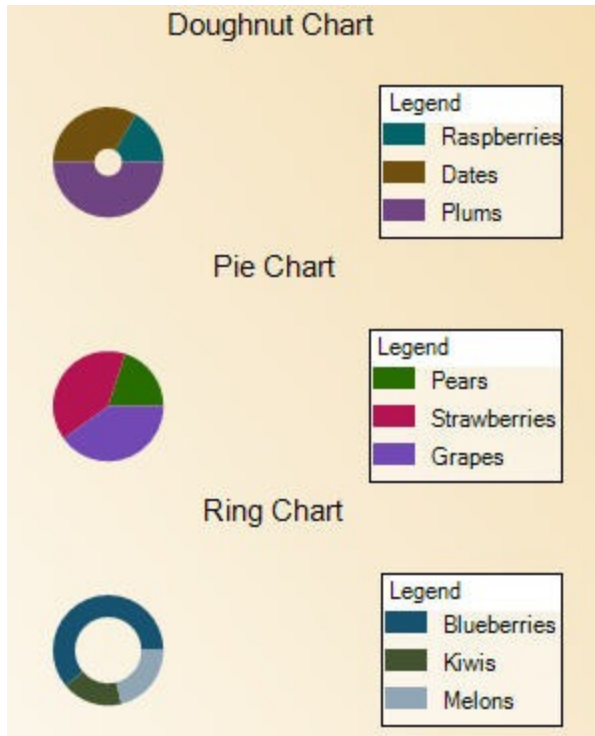 Doughnut Chart
Legend
Raspberries
Dates
Plums
Pie Chart
Legend
Pears
Strawberries
Grapes
Ring Chart
Legend
Blueberries
Kiwis
Melons